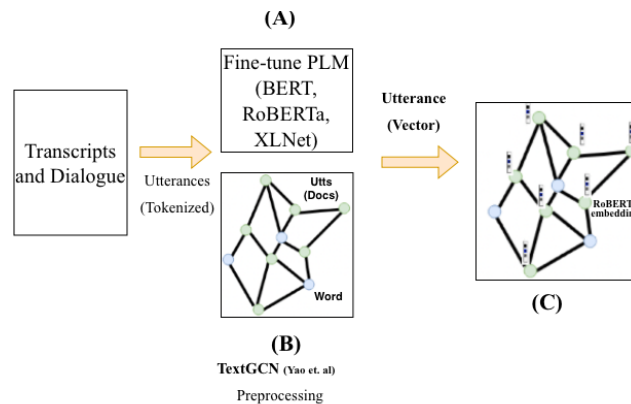 (A)
Transcripts
and Dialogue
Utterances
(Tokenized)
Fine-tune PLM
(BERT,
RoBERTa,
XLNet)
Utts
(Docs)
Word
(B)
TextGCN (Yao et. al)
Preprocessing
Utterance
(Vector)
RoBERT
embeddin
(C)